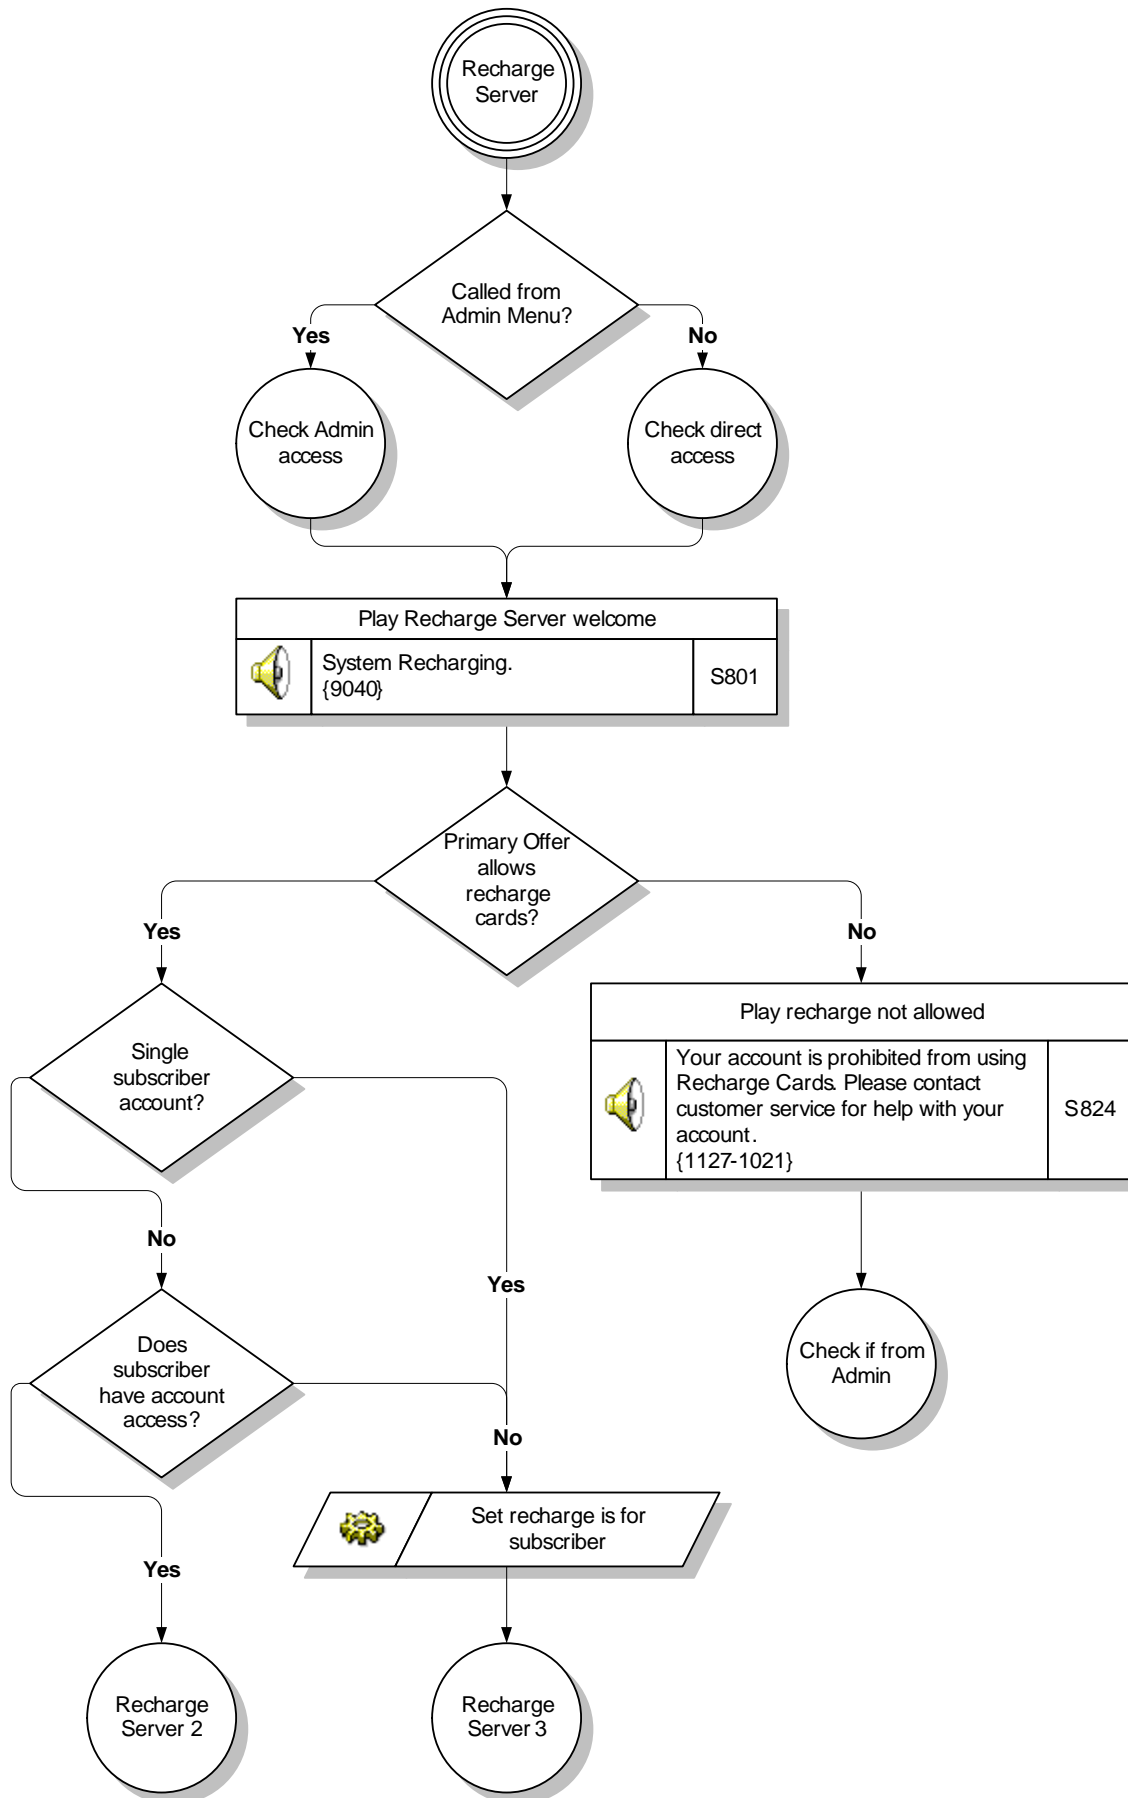 Recharge
Server
Called from
Admin Menu?
Yes
No
Check Admin
access
Check direct
access
Play Recharge Server welcome
System Recharging.
{9040}
S801
Primary Offer
allows
recharge
cards?
Yes
No
Single
subscriber
account?
Play recharge not allowed
Your account is prohibited from using
Recharge Cards. Please contact
customer service for help with your
account.
{1127-1021}
S824
No
Yes
Does
subscriber
have account
access?
Check if from
Admin
No
Set recharge is for
subscriber
Yes
Recharge
Server 2
Recharge
Server 3